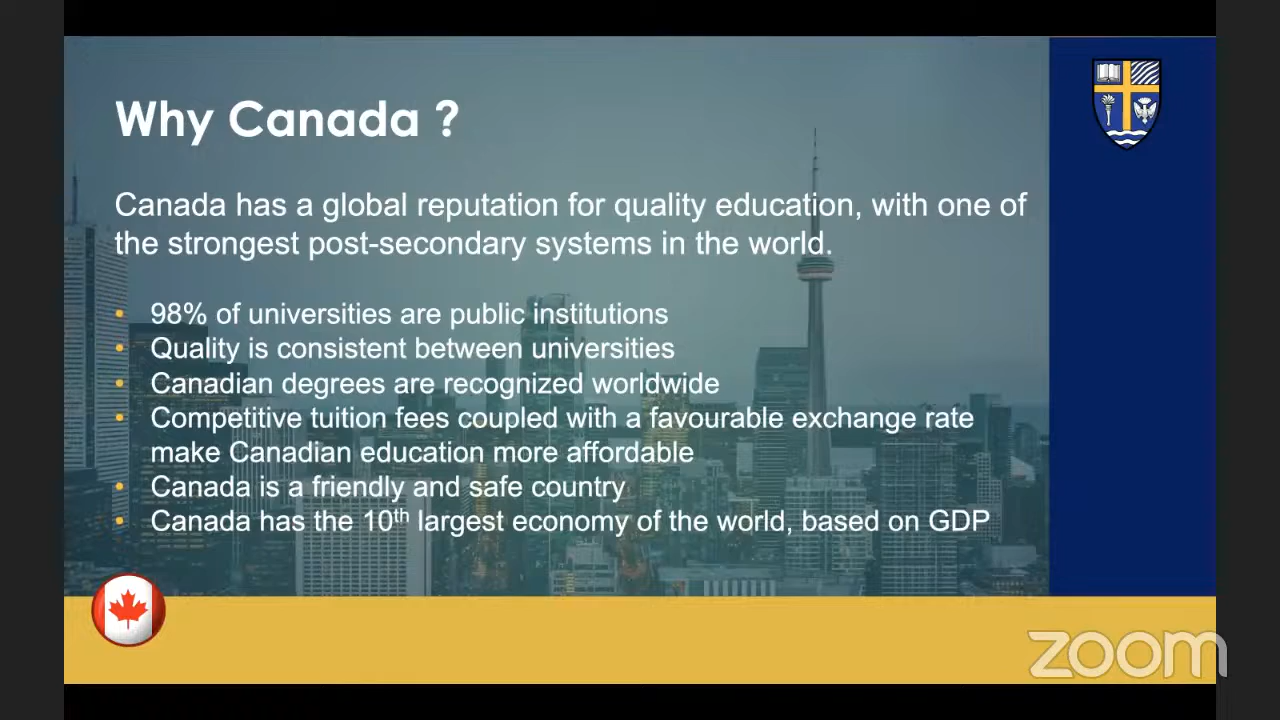 Why Canada ?
Canada has a global reputation for quality education, with one of
the strongest post-secondary systems in the world.
• 98% of universities are public institutions
• Quality is consistent between universities
• Canadian degrees are recognized worldwide
• Competitive tuition fees coupled with a favourable exchange rate
make Canadian education more affordable
• Canada is a friendly and safe country
• Canada has the 10th largest economy of the world, based on GDP
zoom